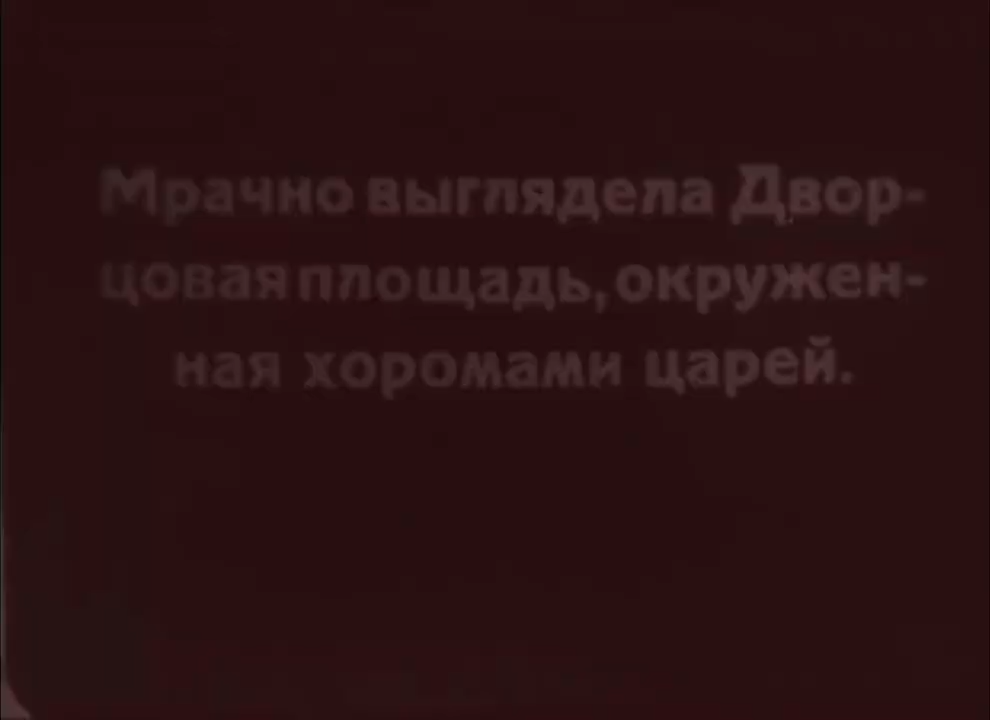 Мрачно выглядела Двор-
цовая площадь, окружен-
ная хоромами царей.